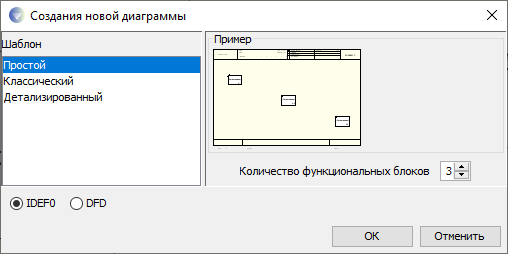 Создания новой диаграммы
Шаблон
Простой
Классический
Детализированный
Пример
Количество функциональных блоков 3
IDEF0 DFD
OK Отменить